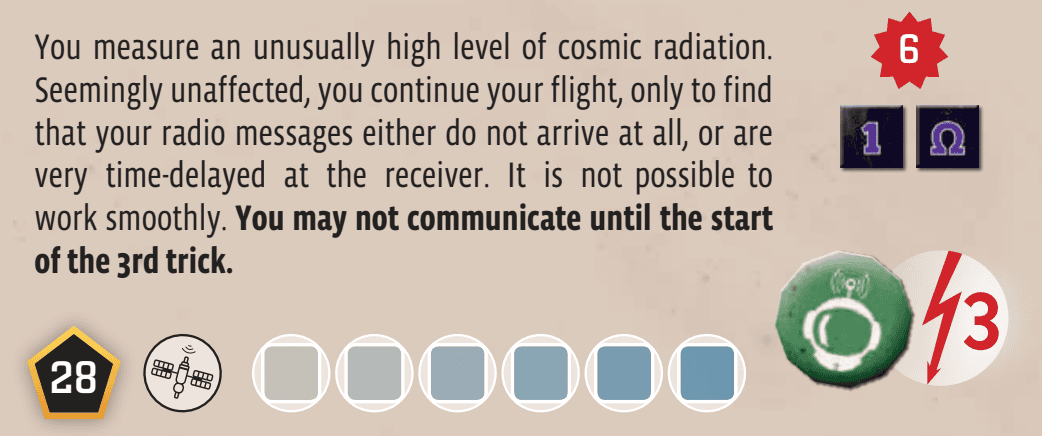 You measure an unusually high level of cosmic radiation.
Seemingly unaffected, you continue your flight, only to find
that your radio messages either do not arrive at all, or are
very time-delayed at the receiver. It is not possible to
work smoothly. You may not communicate until the start
of the 3rd trick.
6
1 Ω
3
28